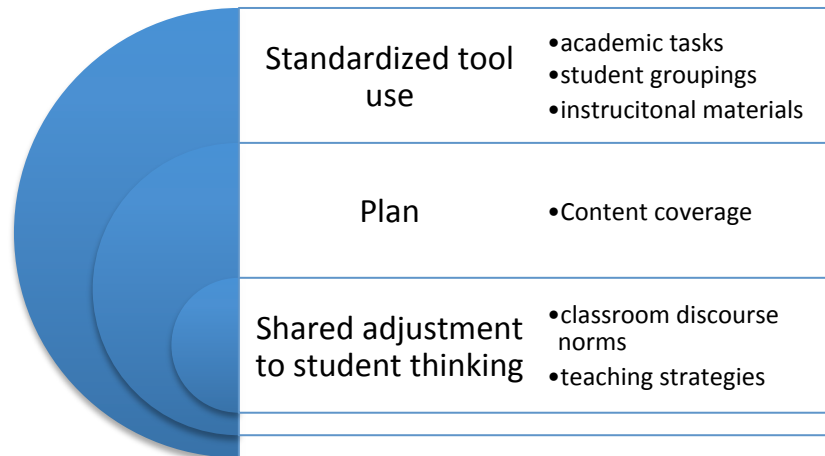 Standardized tool
use
•academic tasks
•student groupings
•instrucitonal materials
Plan
•Content coverage
Shared adjustment
to student thinking
•classroom discourse
norms
•teaching strategies